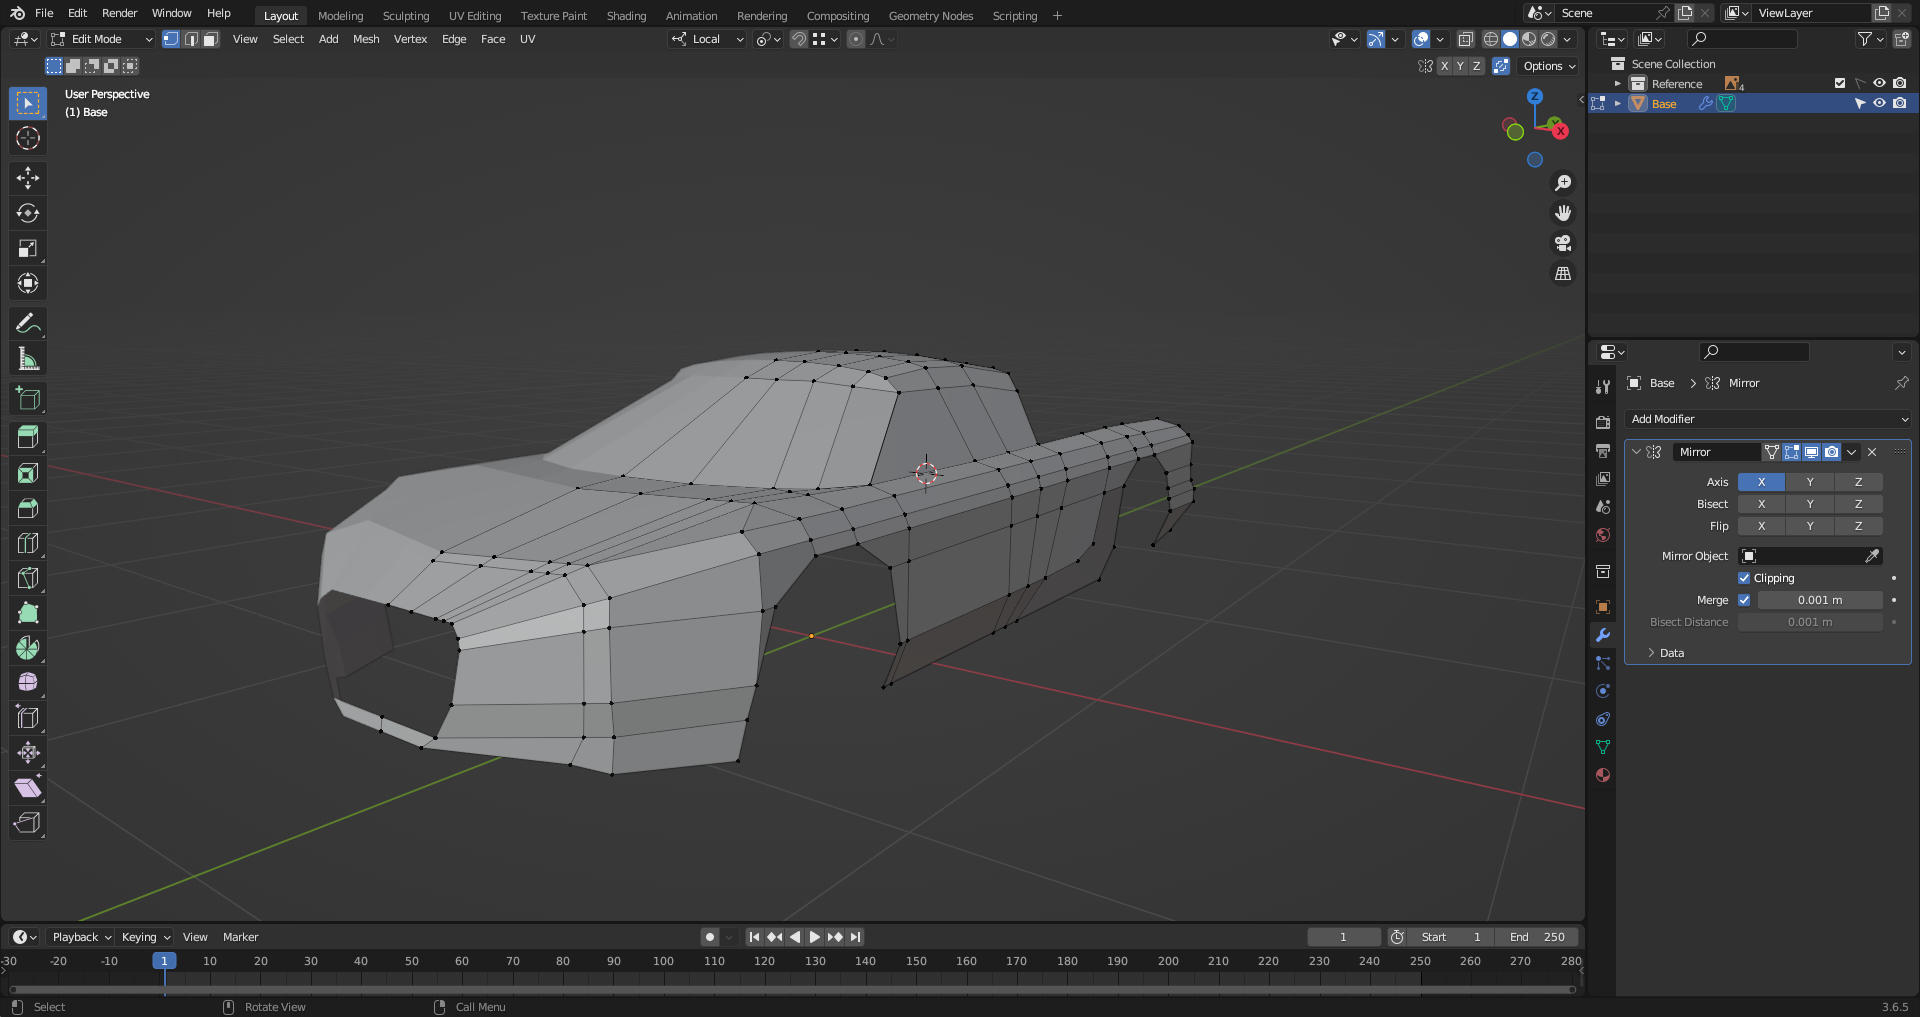 File Edit Render Window Help Layout Modeling Sculpting UV Editing Texture Paint Shading Animation Rendering Compositing Geometry Nodes Scripting + Scene ViewLayer
Edit Mode View Select Add Mesh Vertex Edge Face UV Local
X Y Z Options
User Perspective
(1) Base
Z
Y
X
Scene Collection
Reference 4
Base
Base > Mirror
Add Modifier
Mirror
Axis X Y Z
Bisect X Y Z
Flip X Y Z
Mirror Object
Clipping
Merge 0.001 m
Bisect Distance 0.001 m
Data
Playback Keying View Marker 1 Start 1 End 250
-30 -20 -10 1 10 20 30 40 50 60 70 80 90 100 110 120 130 140 150 160 170 180 190 200 210 220 230 240 250 260 270 280
Select Rotate View Call Menu 3.6.5